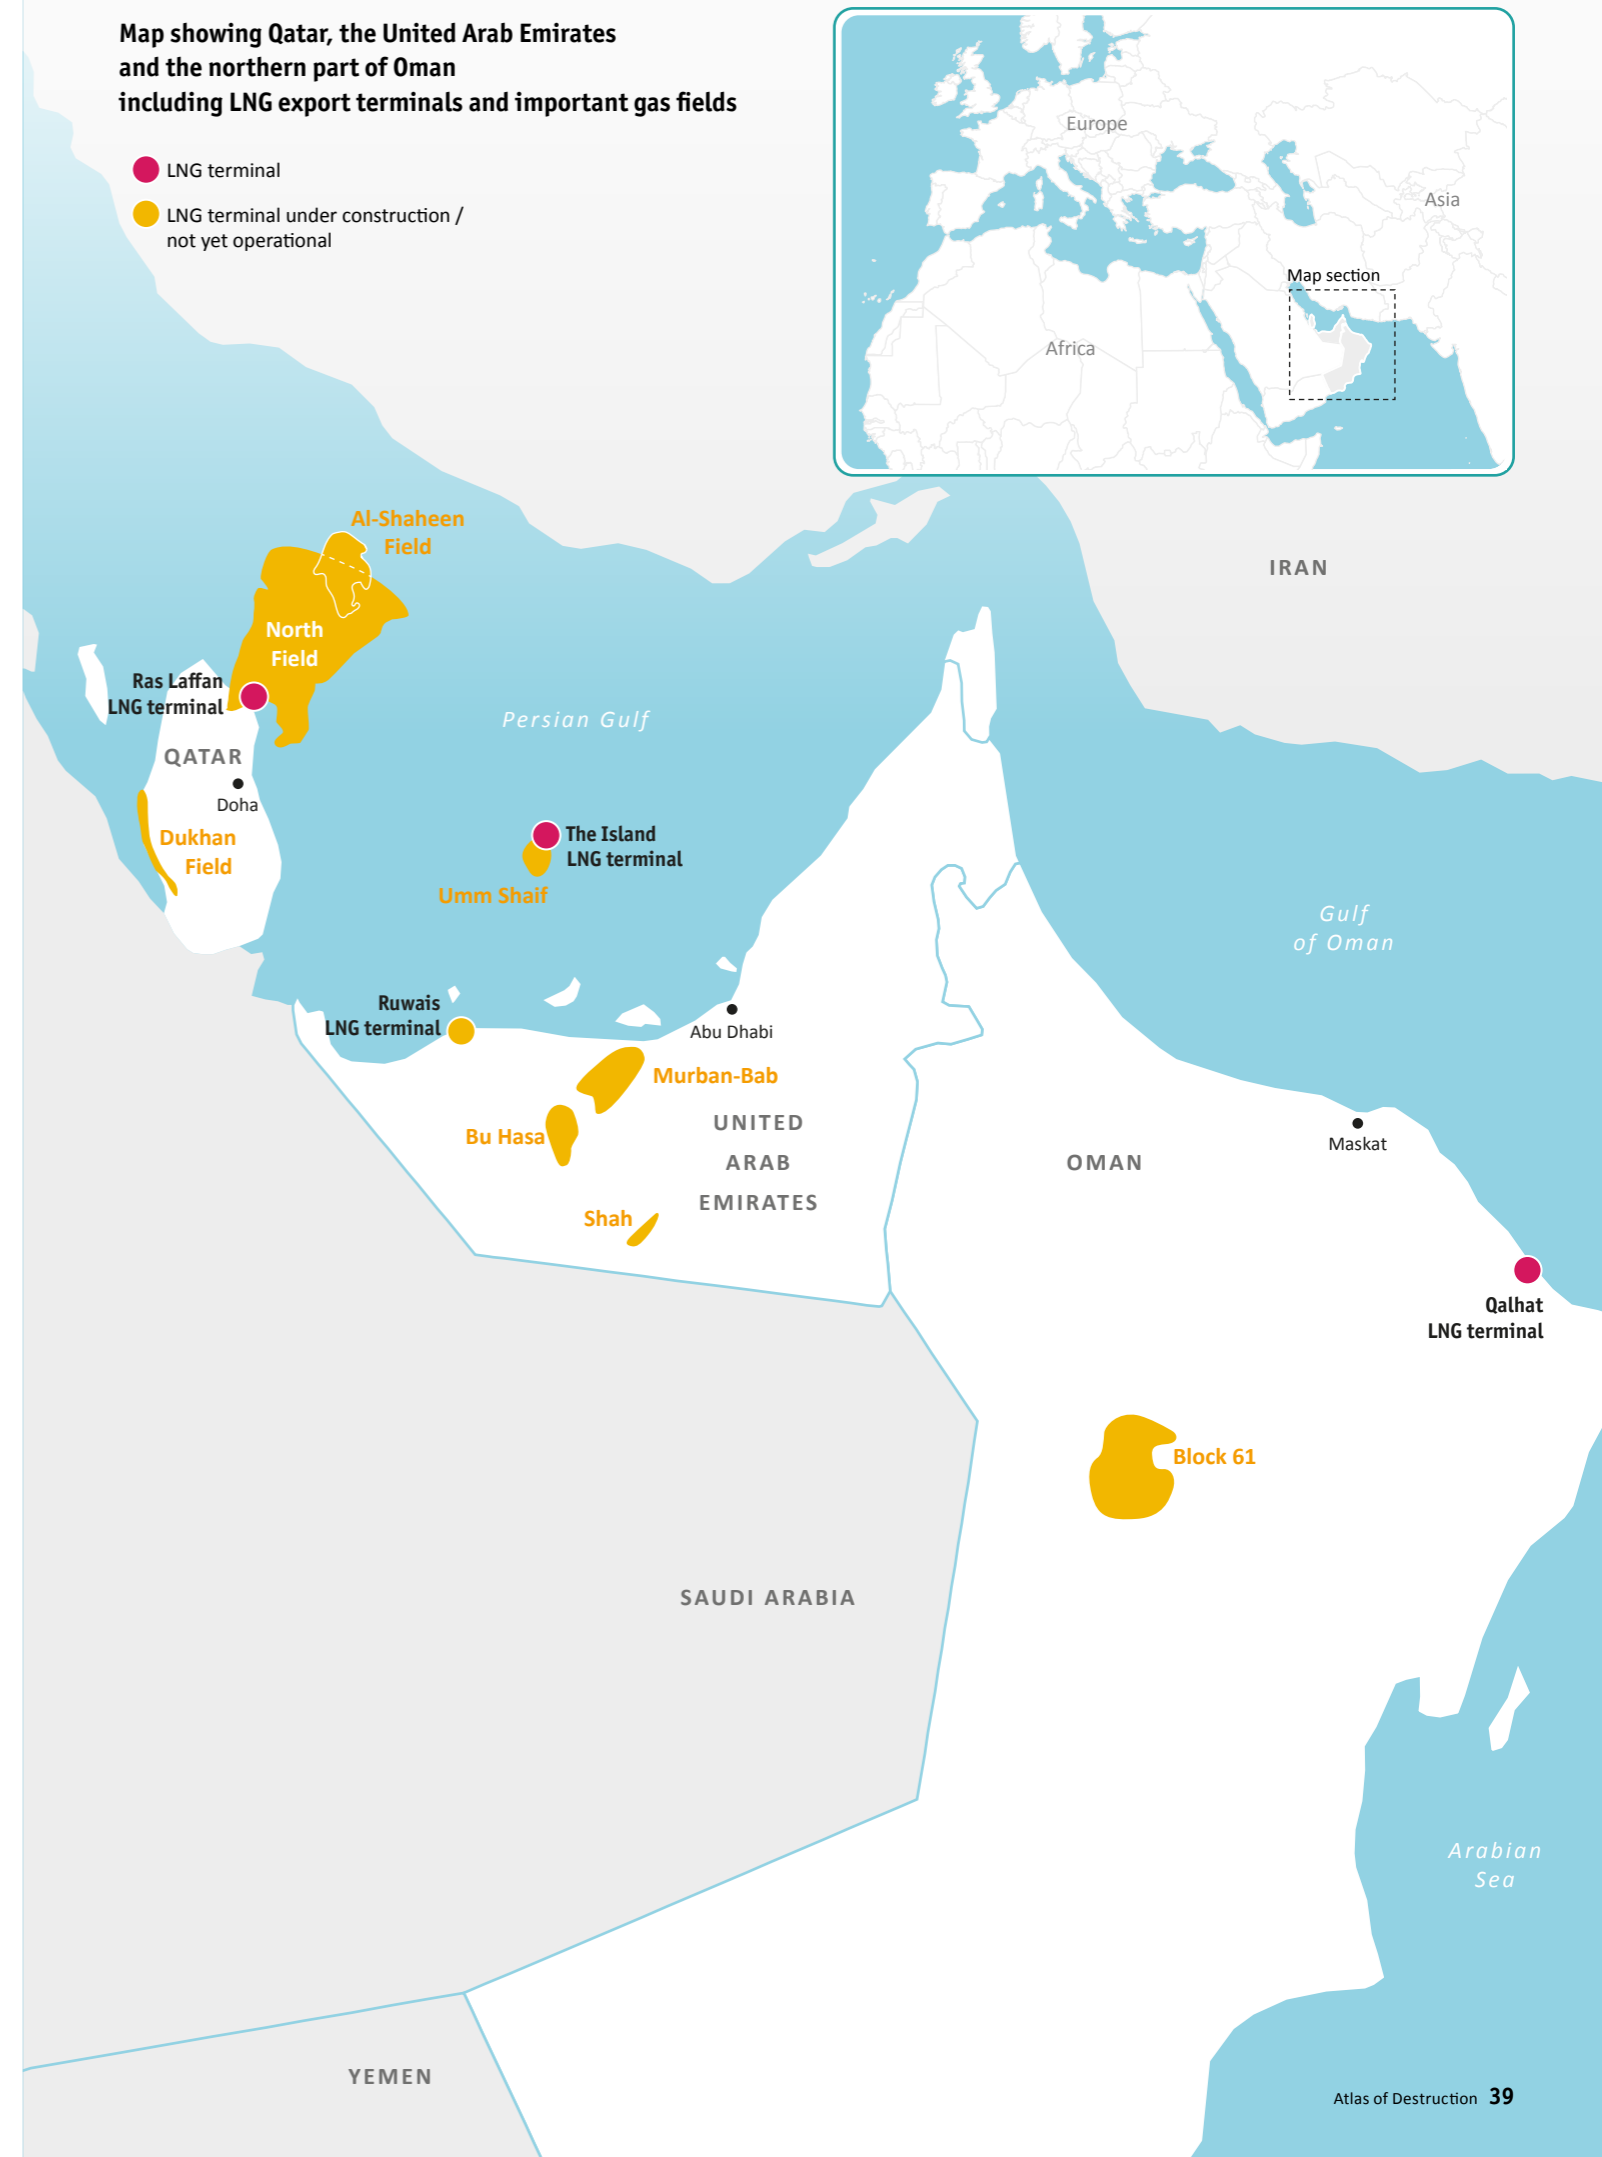 Map showing Qatar, the United Arab Emirates
and the northern part of Oman
including LNG export terminals and important gas fields
LNG terminal
LNG terminal under construction /
not yet operational
Europe
Asia
Map section
Africa
Al-Shaheen
Field
IRAN
North
Field
Ras Laffan
LNG terminal
Persian Gulf
QATAR
Doha
Dukhan
Field
The Island
LNG terminal
Umm Shaif
Gulf
of Oman
Ruwais
LNG terminal
Abu Dhabi
Murban-Bab
Bu Hasa
UNITED
ARAB
EMIRATES
OMAN
Maskat
Shah
Qalhat
LNG terminal
Block 61
SAUDI ARABIA
Arabian
Sea
YEMEN
Atlas of Destruction 39